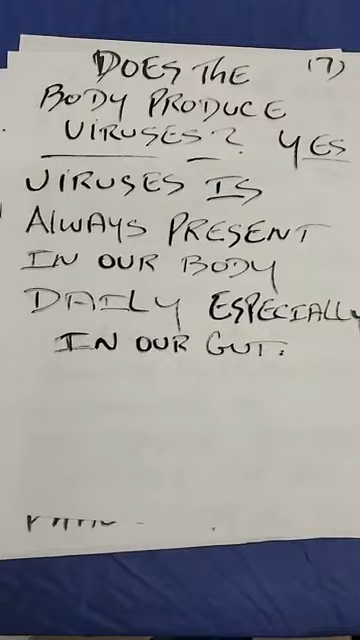 DOES THE (7)
BODY PRODUCE
VIRUSES? YES
VIRUSES IS
ALWAYS PRESENT
IN OUR BODY
DAILY ESPECIALLY
IN OUR GUT.